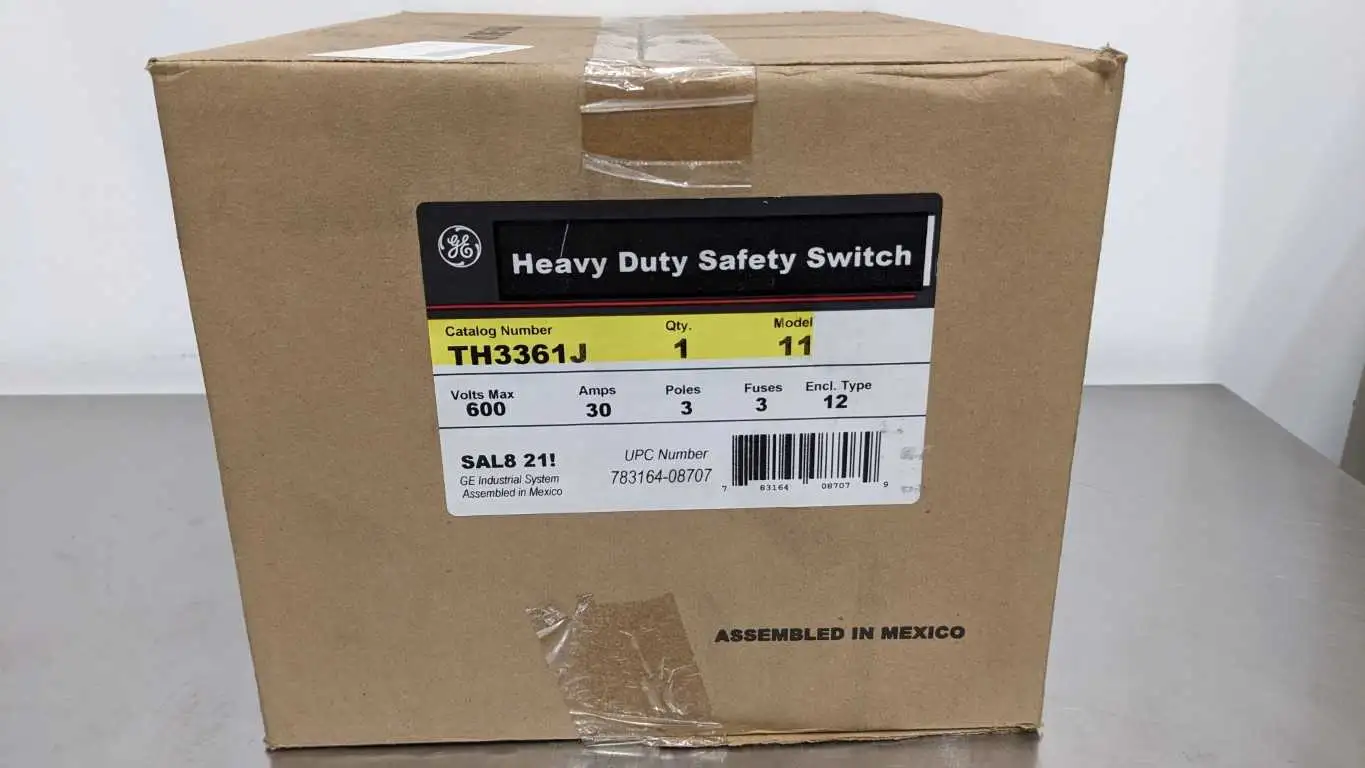 GE
Heavy Duty Safety Switch
Catalog Number Qty. Model
TH3361J 1 11
Volts Max Amps Poles Fuses Encl. Type
600 30 3 3 12
SAL8 21! UPC Number
GE Industrial System 783164-08707
Assembled in Mexico
7 83164 08707 9
ASSEMBLED IN MEXICO